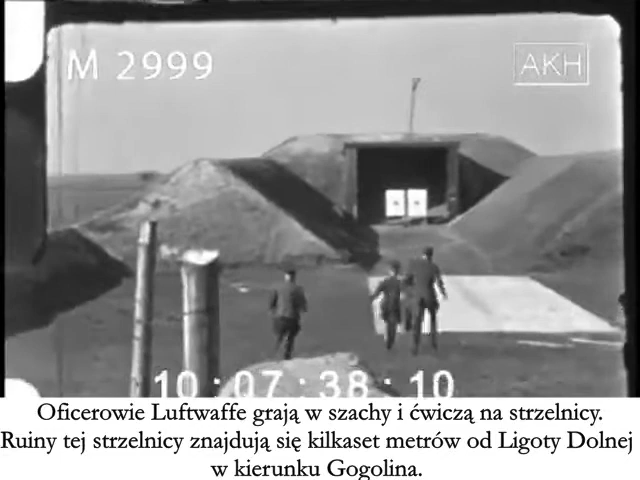 M 2999
AKH
10:07:38:10
Oficerowie Luftwaffe grają w szachy i ćwiczą na strzelnicy.
Ruiny tej strzelnicy znajdują się kilkaset metrów od Ligoty Dolnej
w kierunku Gogolina.